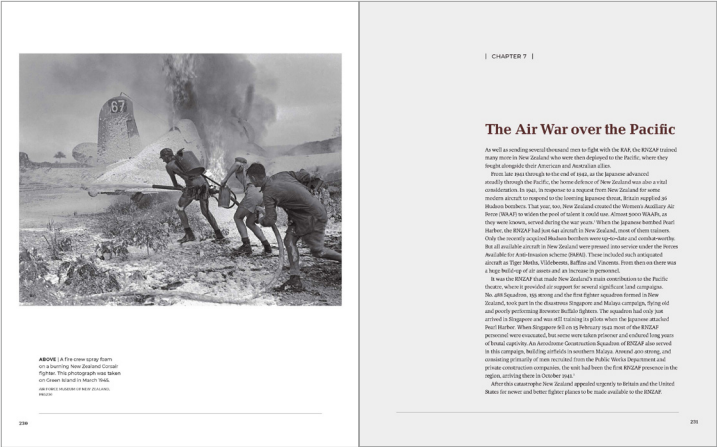 67
ABOVE | A fire crew spray foam
on a burning New Zealand Corsair
fighter. This photograph was taken
on Green Island in March 1945.
AIR FORCE MUSEUM OF NEW ZEALAND,
230
| CHAPTER 7 |
The Air War over the Pacific
As well as sending several thousand men to fight with the RAF, the RNZAF trained
many more in New Zealand who were then deployed to the Pacific, where they
fought alongside their American and Australian allies.
From late 1941 through to the end of 1942, as the Japanese advanced
steadily through the Pacific, the home defence of New Zealand was also a vital
consideration. In 1941, in response to a request from New Zealand for some
modern aircraft to respond to the looming Japanese threat, Britain supplied 36
Hudson bombers. That year, too, New Zealand created the Women's Auxiliary Air
Force (WAAF) to widen the pool of talent it could use. Almost 5000 WAAFs, as
they were known, served during the war years. When the Japanese bombed Pearl
Harbor, the RNZAF had just 641 aircraft in New Zealand, most of them trainers.
Only the recently acquired Hudson bombers were up-to-date and combat-worthy.
But all available aircraft in New Zealand were pressed into service under the Forces
Available for Anti-Invasion scheme (FAFAI). These included such antiquated
aircraft as Tiger Moths, Vildebeests, Baffins and Vincents. From then on there was
a huge build-up of air assets and an increase in personnel.
It was the RNZAF that made New Zealand's main contribution to the Pacific
theatre, where it provided air support for several significant land campaigns.
No. 488 Squadron, 155 strong and the first fighter squadron formed in New
Zealand, took part in the disastrous Singapore and Malaya campaign, flying old
and poorly performing Brewster Buffalo fighters. The squadron had only just
arrived in Singapore and was still training its pilots when the Japanese attacked
Pearl Harbor. When Singapore fell on 15 February 1942 most of the RNZAF
personnel were evacuated, but some were taken prisoner and endured long years
of brutal captivity. An Aerodrome Construction Squadron of RNZAF also served
in this campaign, building airfields in southern Malaya. Around 400 strong, and
consisting primarily of men recruited from the Public Works Department and
private construction companies, the unit had been the first RNZAF presence in the
region, arriving there in October 1941.
After this catastrophe New Zealand appealed urgently to Britain and the United
States for newer and better fighter planes to be made available to the RNZAF.
231